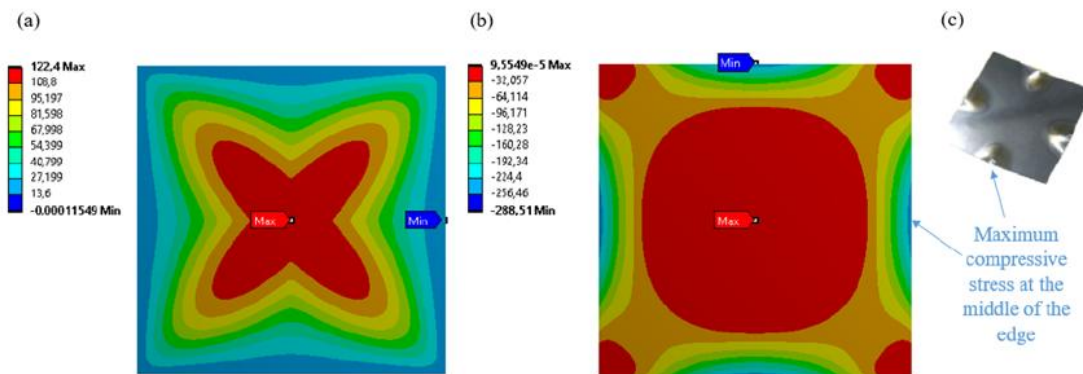 (a)
122,4 Max
108,8
95,197
81,598
67,998
54,399
40,799
27,199
13,6
-0.00011549 Min
Max
Min
(b)
9,5549e-5 Max
-32,057
-64,114
-96,171
-128,23
-160,28
-192,34
-224,4
-256,46
-288,51 Min
Min
Max
(c)
Maximum
compressive
stress at the
middle of the
edge